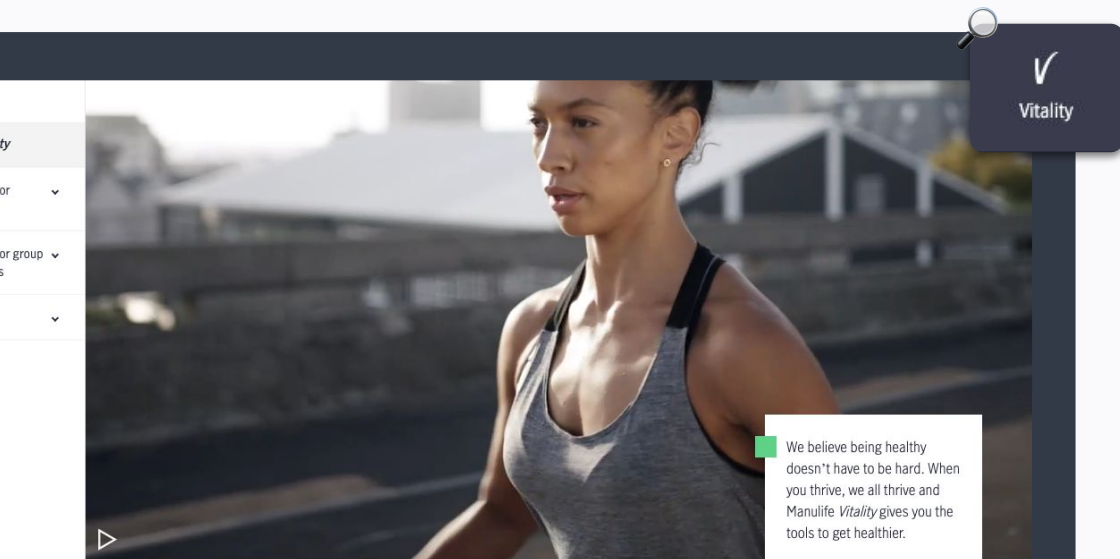 Vitality
ty
or
or group
s
We believe being healthy
doesn't have to be hard. When
you thrive, we all thrive and
Manulife Vitality gives you the
tools to get healthier.